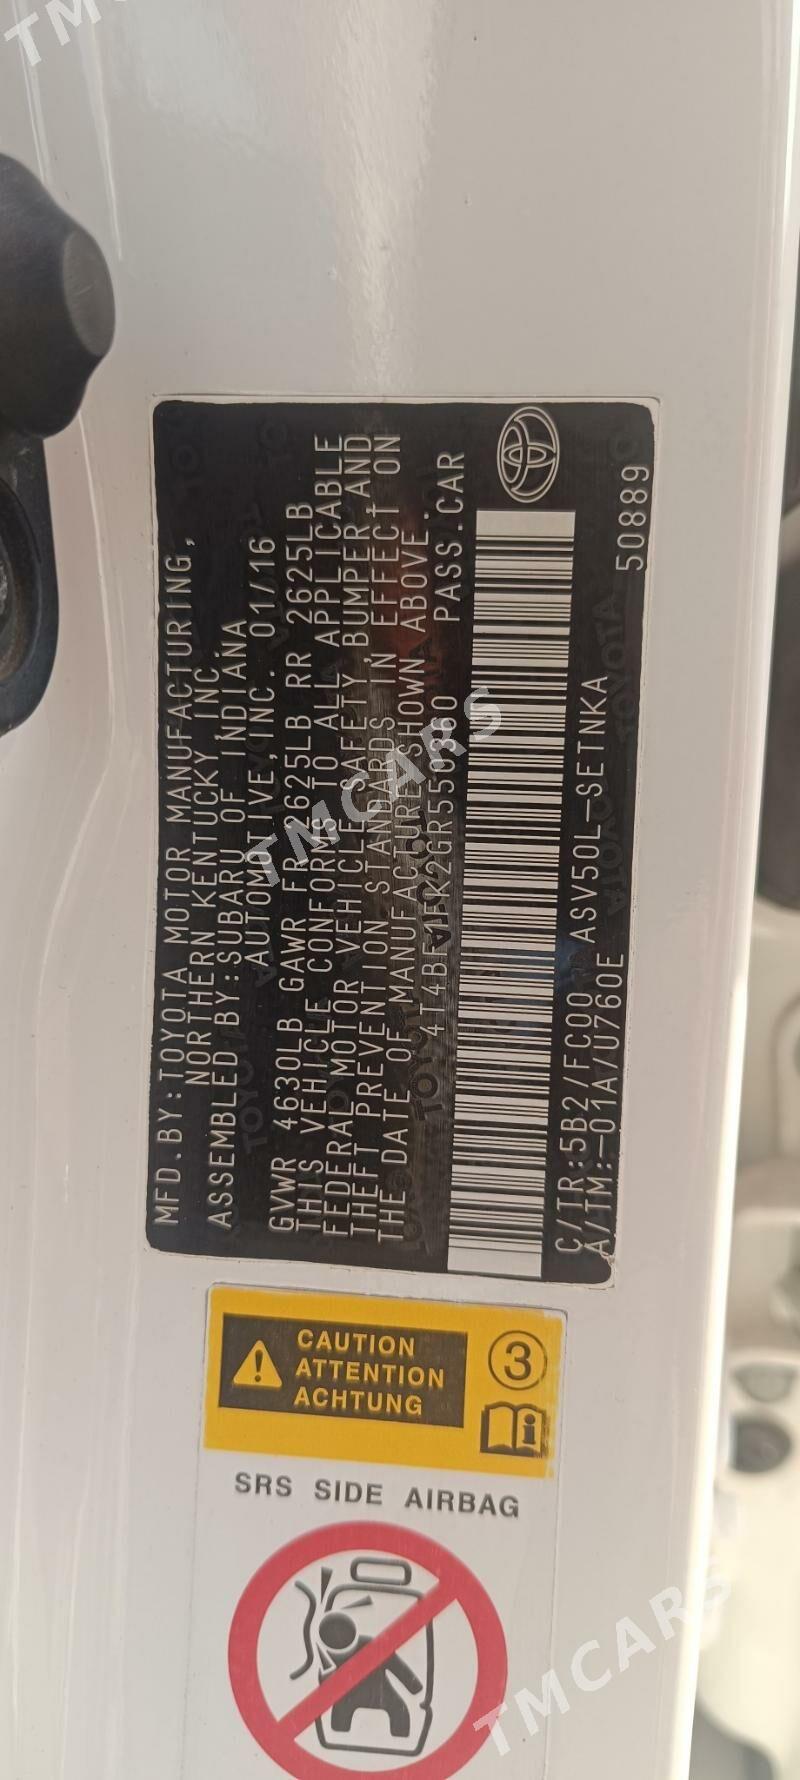 MFD.BY:TOYOTA MOTOR MANUFACTURING,
NORTHERN KENTUCKY,INC.
ASSEMBLED BY:SUBARU OF INDIANA
AUTOMOTIVE,INC. 01/16
GVWR 4630LB GAWR FR 2625LB RR 2625LB
THIS VEHICLE CONFORMS TO ALL APPLICABLE
FEDERAL MOTOR VEHICLE SAFETY,BUMPER,AND
THEFT PREVENTION STANDARDS IN EFFECT ON
THE DATE OF MANUFACTURE SHOWN ABOVE.
PASS.CAR
C/TR:5B2/FC00 ASV50L-SETNKA
A/TM:-01A/U760E
50889
CAUTION
ATTENTION
ACHTUNG
3
SRS SIDE AIRBAG
TMCARS
TMCARS